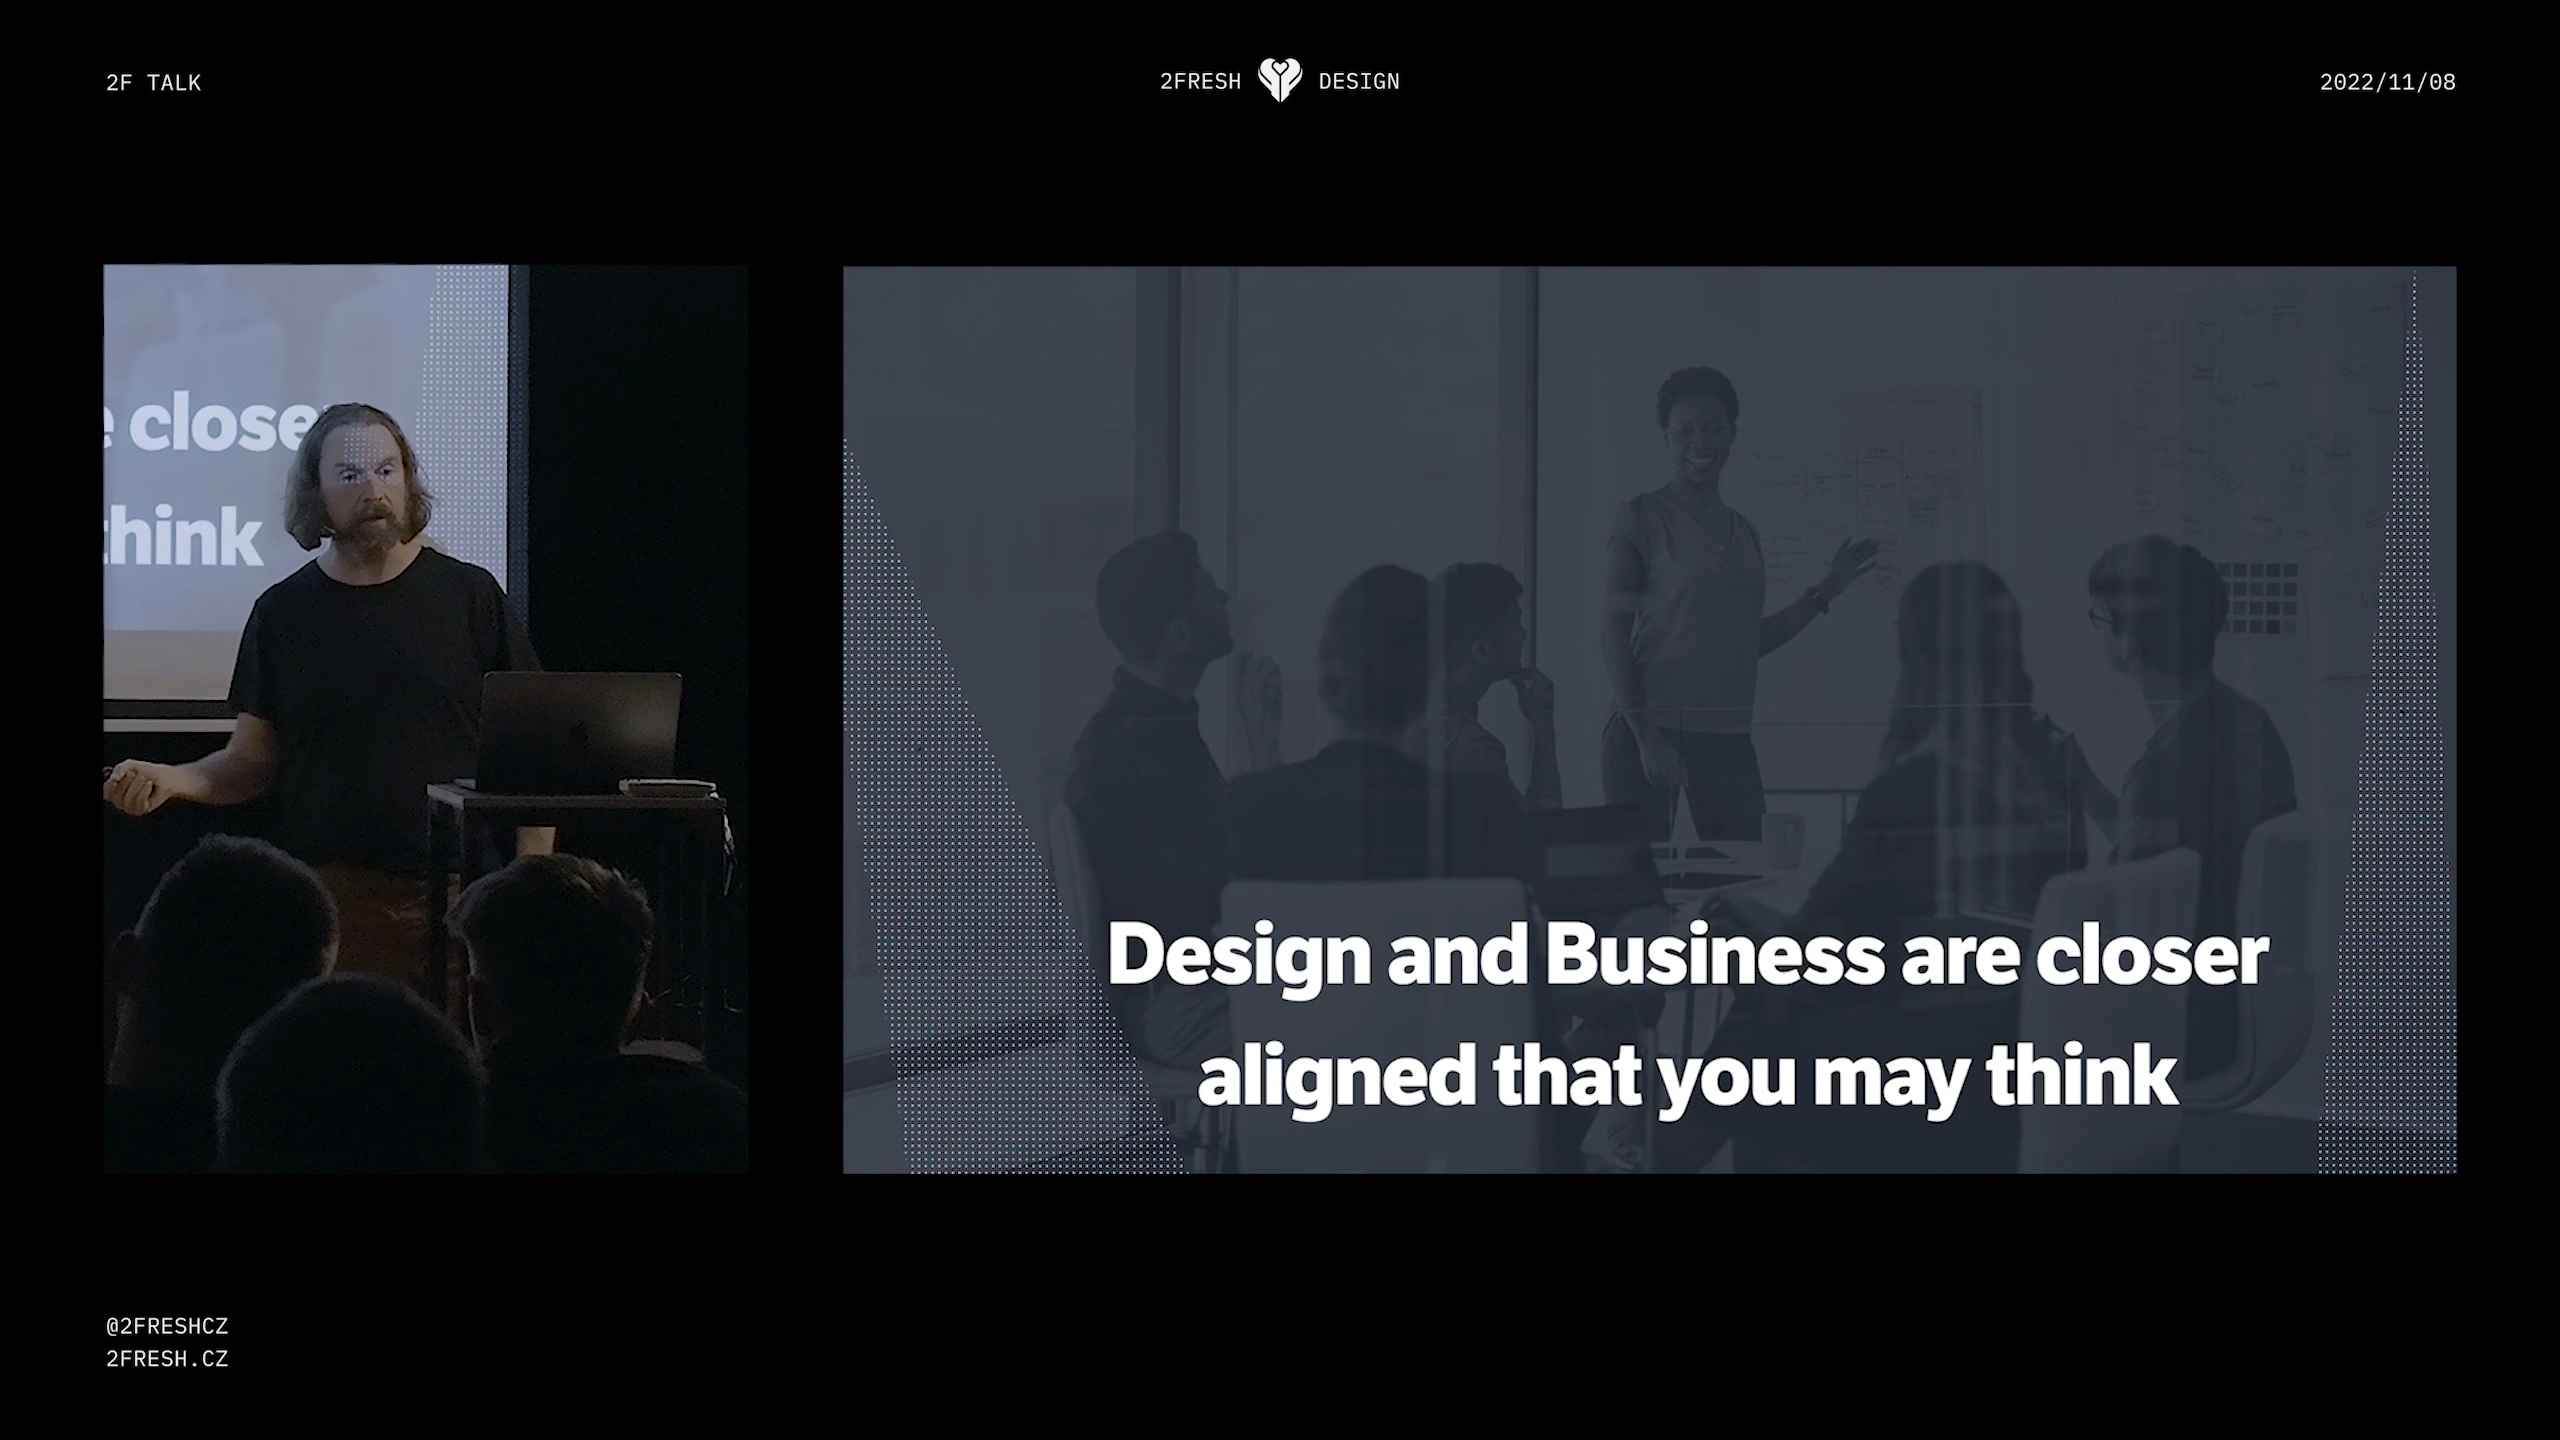 2F TALK
2FRESH DESIGN
2022/11/08
e closer
think
Design and Business are closer
aligned that you may think
@2FRESHCZ
2FRESH.CZ